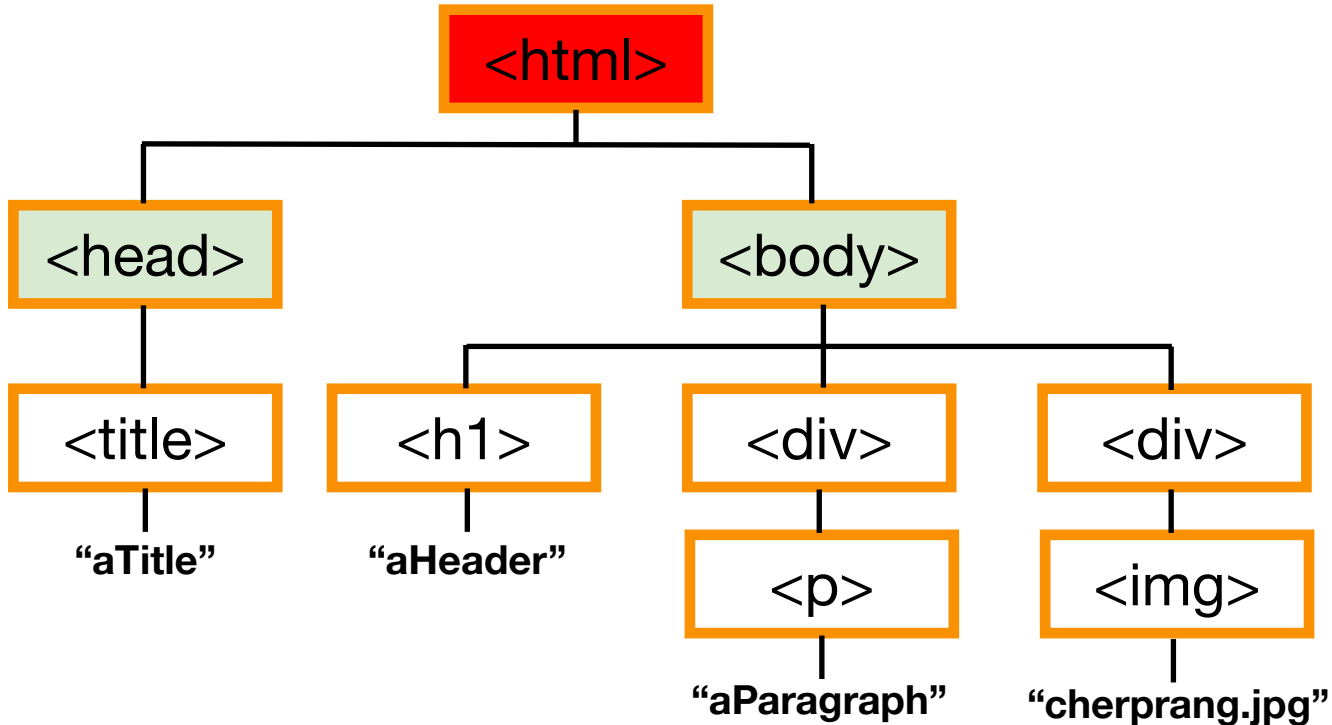 <html>
<head> <body>
<title> <h1> <div> <div>
“aTitle” “aHeader” <p> <img>
“aParagraph” “cherprang.jpg”